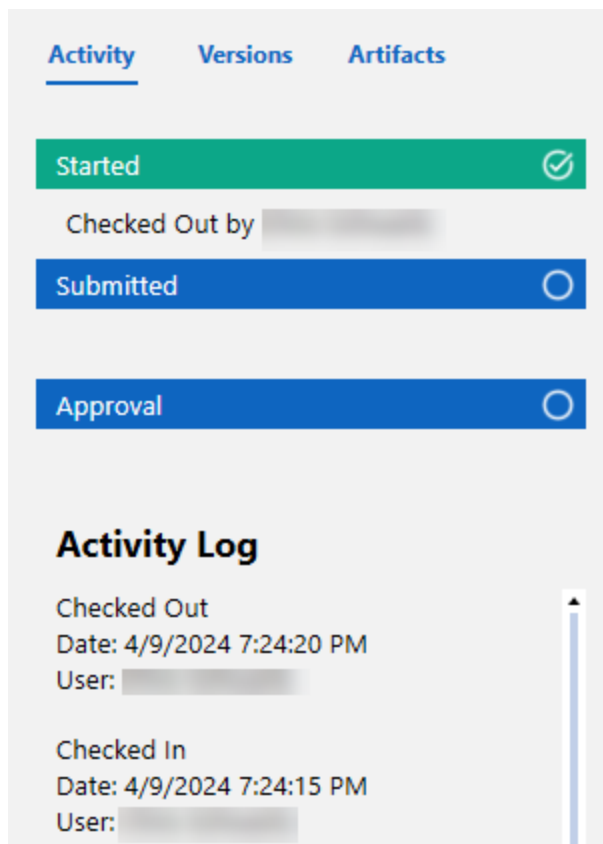 Activity Versions Artifacts
Started
Checked Out by
Submitted
Approval
Activity Log
Checked Out
Date: 4/9/2024 7:24:20 PM
User:
Checked In
Date: 4/9/2024 7:24:15 PM
User: